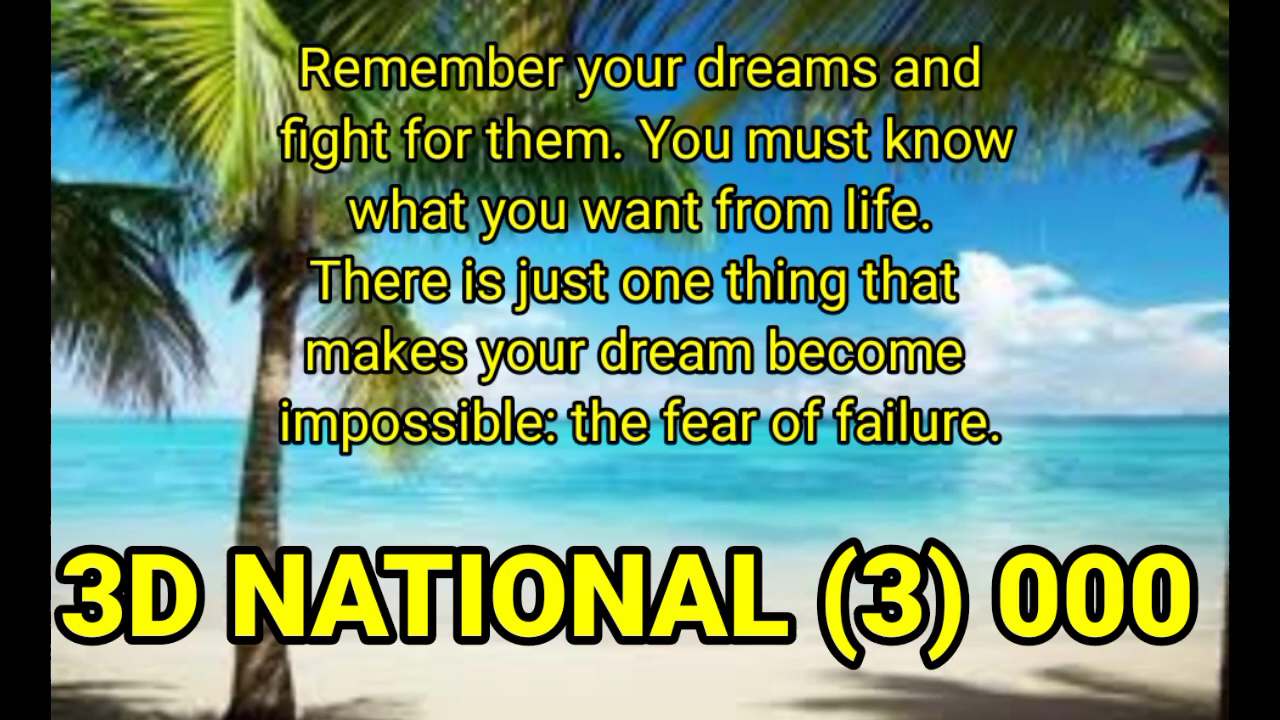 Remember your dreams and
fight for them. You must know
what you want from life.
There is just one thing that
makes your dream become
impossible: the fear of failure.
3D NATIONAL (3) 000